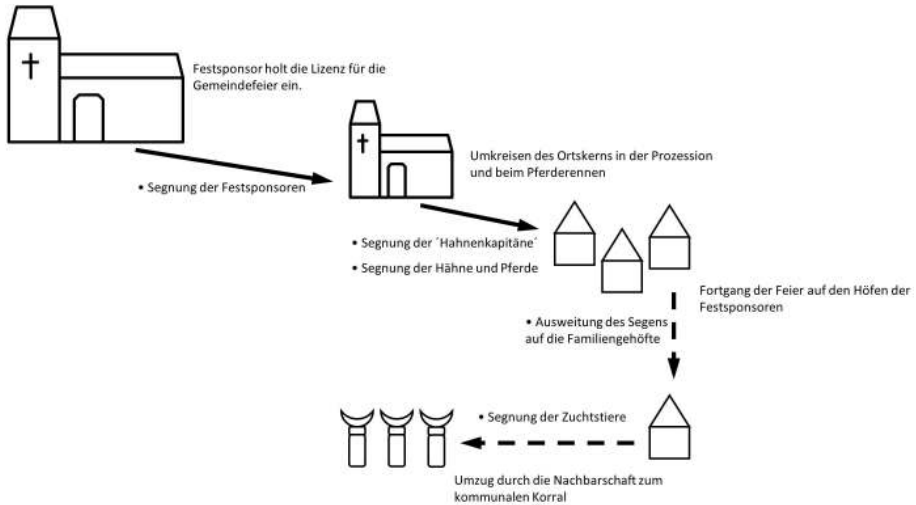 Festsponsor holt die Lizenz für die
Gemeindefeier ein.
• Segnung der Festsponsoren
Umkreisen des Ortskerns in der Prozession
und beim Pferderennen
• Segnung der ´Hahnenkapitäne´
• Segnung der Hähne und Pferde
Fortgang der Feier auf den Höfen der
Festsponsoren
• Ausweitung des Segens
auf die Familiengehöfte
• Segnung der Zuchtstiere
Umzug durch die Nachbarschaft zum
kommunalen Korral